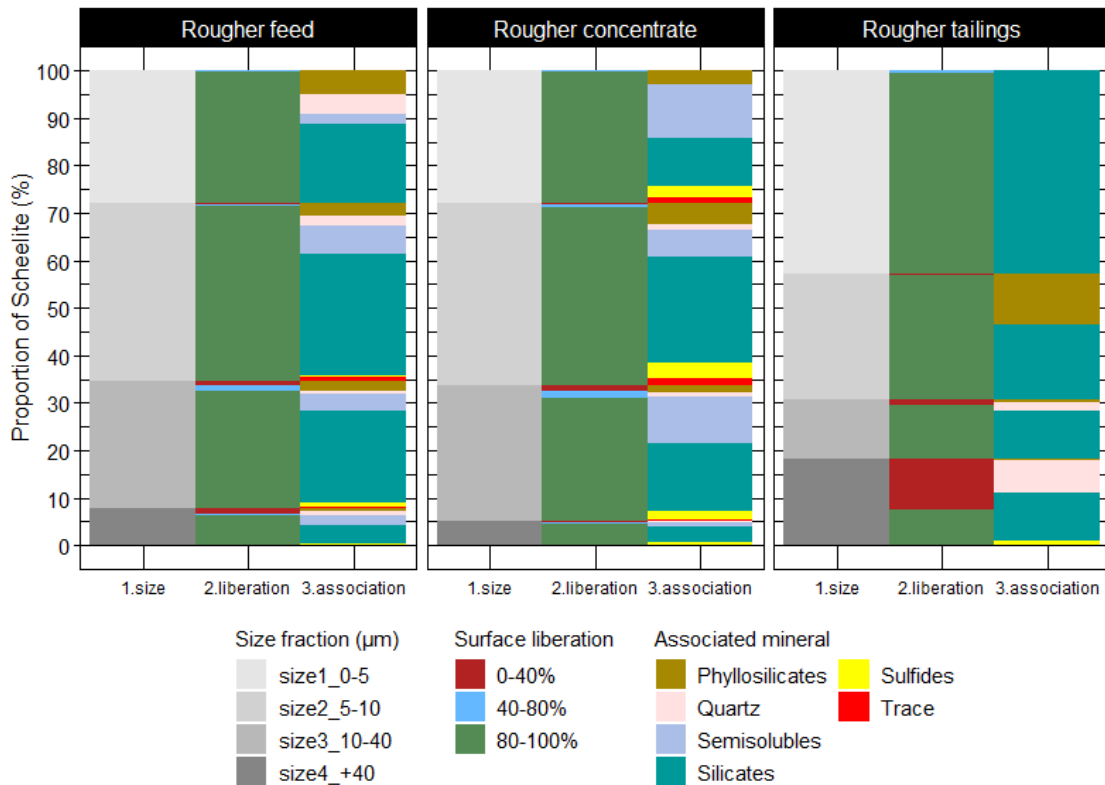 Rougher feed
Rougher concentrate
Rougher tailings
Proportion of Scheelite (%)
100
90
80
70
60
50
40
30
20
10
0
1.size
2.liberation
3.association
1.size
2.liberation
3.association
1.size
2.liberation
3.association
Size fraction (µm)
size1_0-5
size2_5-10
size3_10-40
size4_+40
Surface liberation
0-40%
40-80%
80-100%
Associated mineral
Phyllosilicates
Quartz
Semisolubles
Silicates
Sulfides
Trace